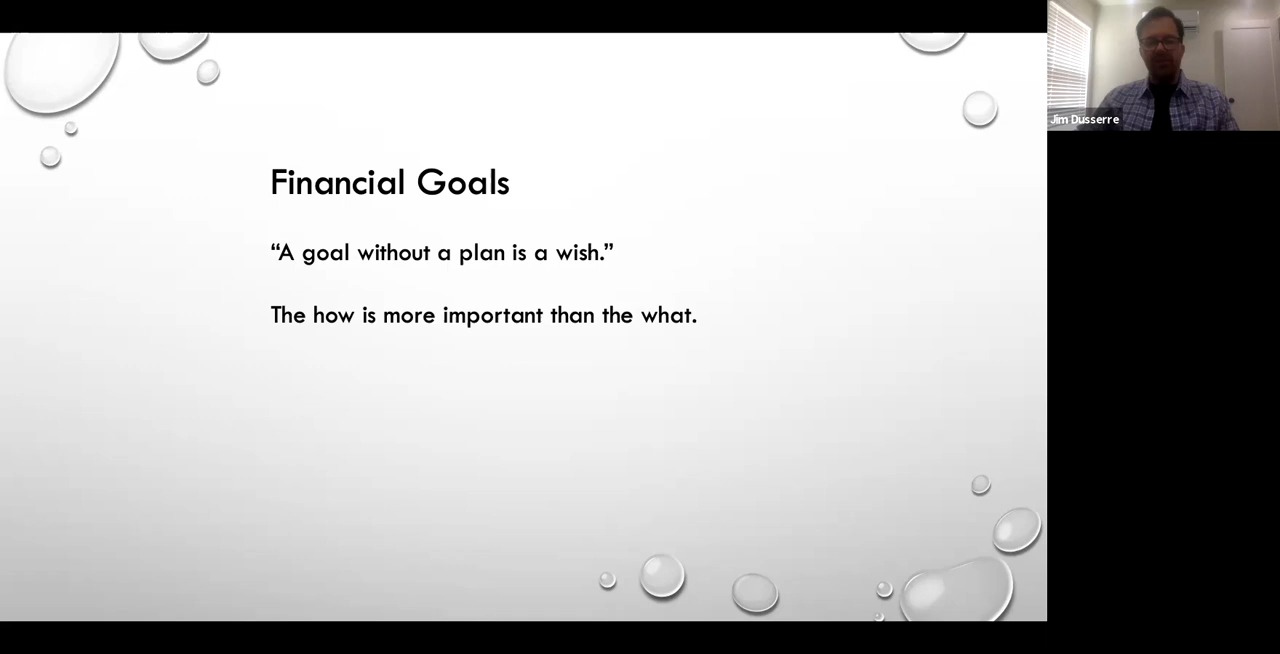 Financial Goals
“A goal without a plan is a wish.”
The how is more important than the what.
Jim Dusserre